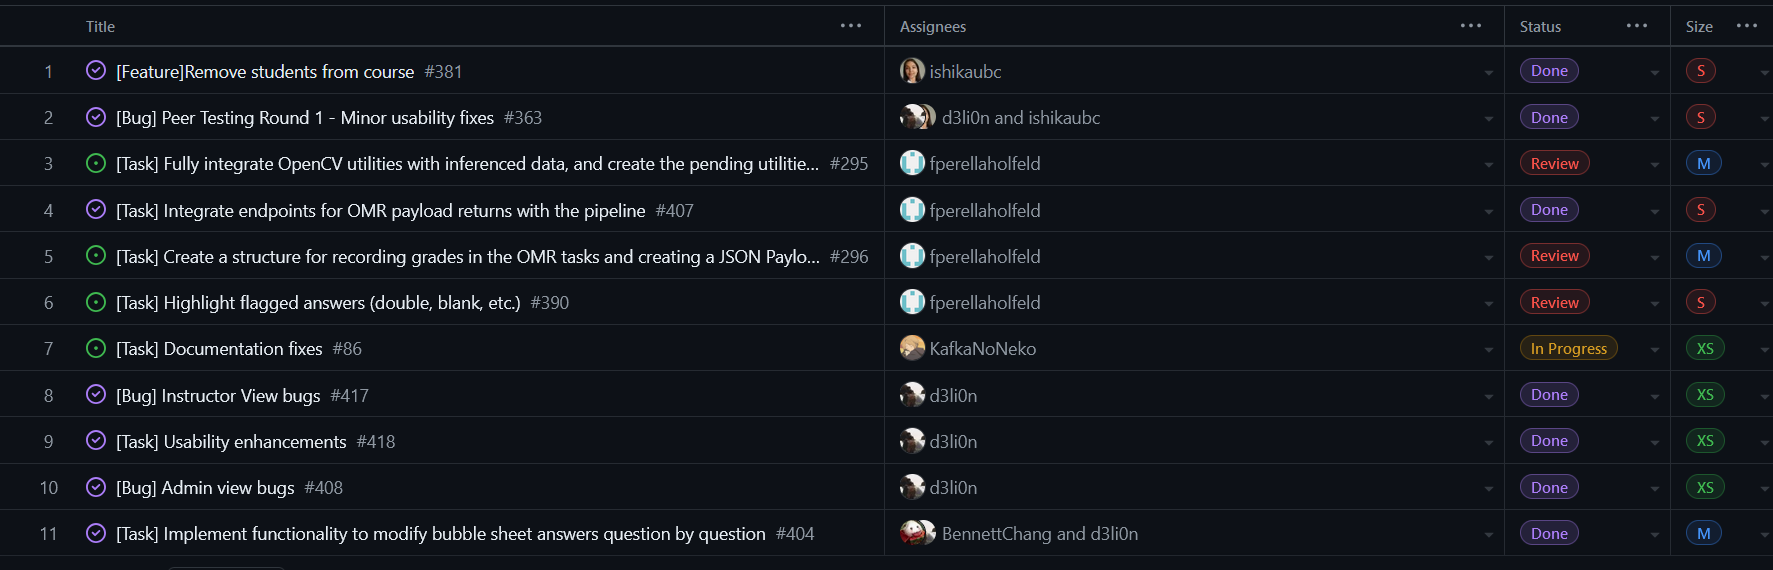 Title ... Assignees ... Status ... Size ...
1 [Feature]Remove students from course #381 ishikaubc Done S
2 [Bug] Peer Testing Round 1 - Minor usability fixes #363 d3li0n and ishikaubc Done S
3 [Task] Fully integrate OpenCV utilities with inferenced data, and create the pending utilitie... #295 fperellaholfeld Review M
4 [Task] Integrate endpoints for OMR payload returns with the pipeline #407 fperellaholfeld Done S
5 [Task] Create a structure for recording grades in the OMR tasks and creating a JSON Paylo... #296 fperellaholfeld Review M
6 [Task] Highlight flagged answers (double, blank, etc.) #390 fperellaholfeld Review S
7 [Task] Documentation fixes #86 KafkaNoNeko In Progress XS
8 [Bug] Instructor View bugs #417 d3li0n Done XS
9 [Task] Usability enhancements #418 d3li0n Done XS
10 [Bug] Admin view bugs #408 d3li0n Done XS
11 [Task] Implement functionality to modify bubble sheet answers question by question #404 BennettChang and d3li0n Done M